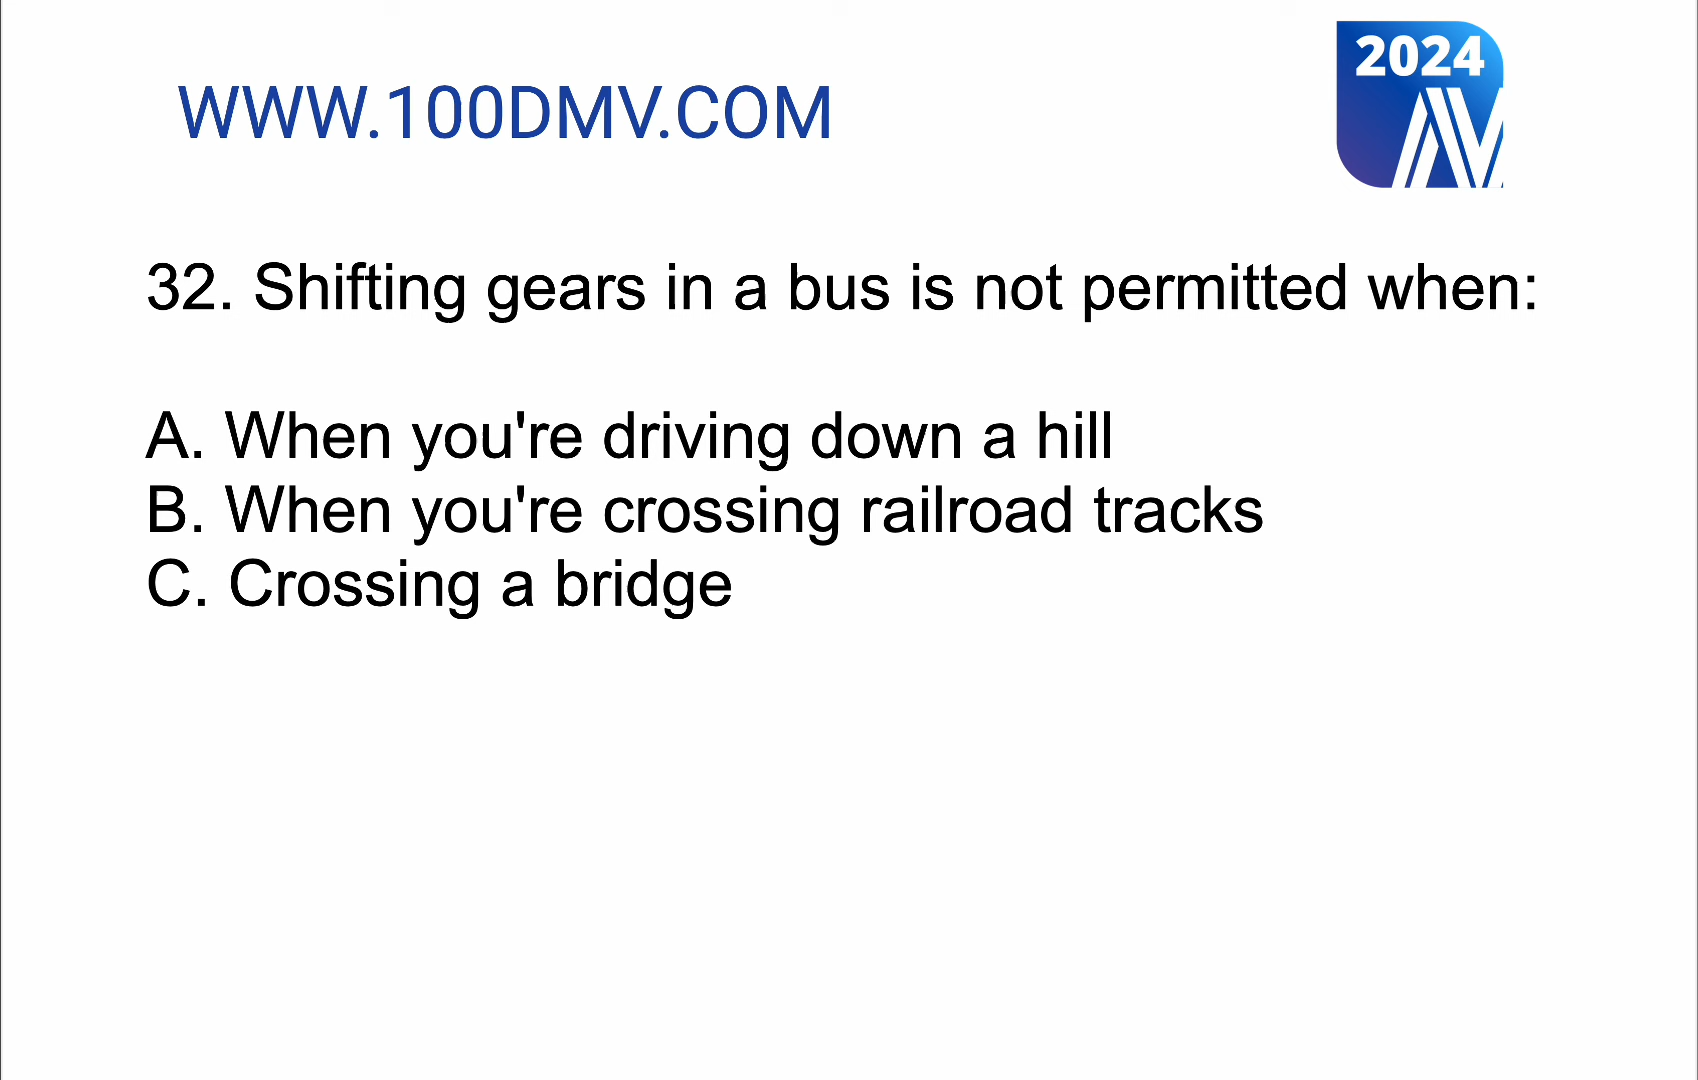 2024
WWW.100DMV.COM
32. Shifting gears in a bus is not permitted when:
A. When you're driving down a hill
B. When you're crossing railroad tracks
C. Crossing a bridge